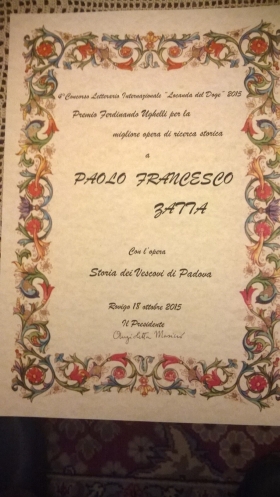 4° Concorso Letterario Internazionale "Locanda del Doge" 2015
Premio Ferdinando Ughelli per la
migliore opera di ricerca storica
a
PAOLO FRANCESCO
ZATTA
Con l'opera
Storia dei Vescovi di Padova
Rovigo 18 ottobre 2015
Il Presidente